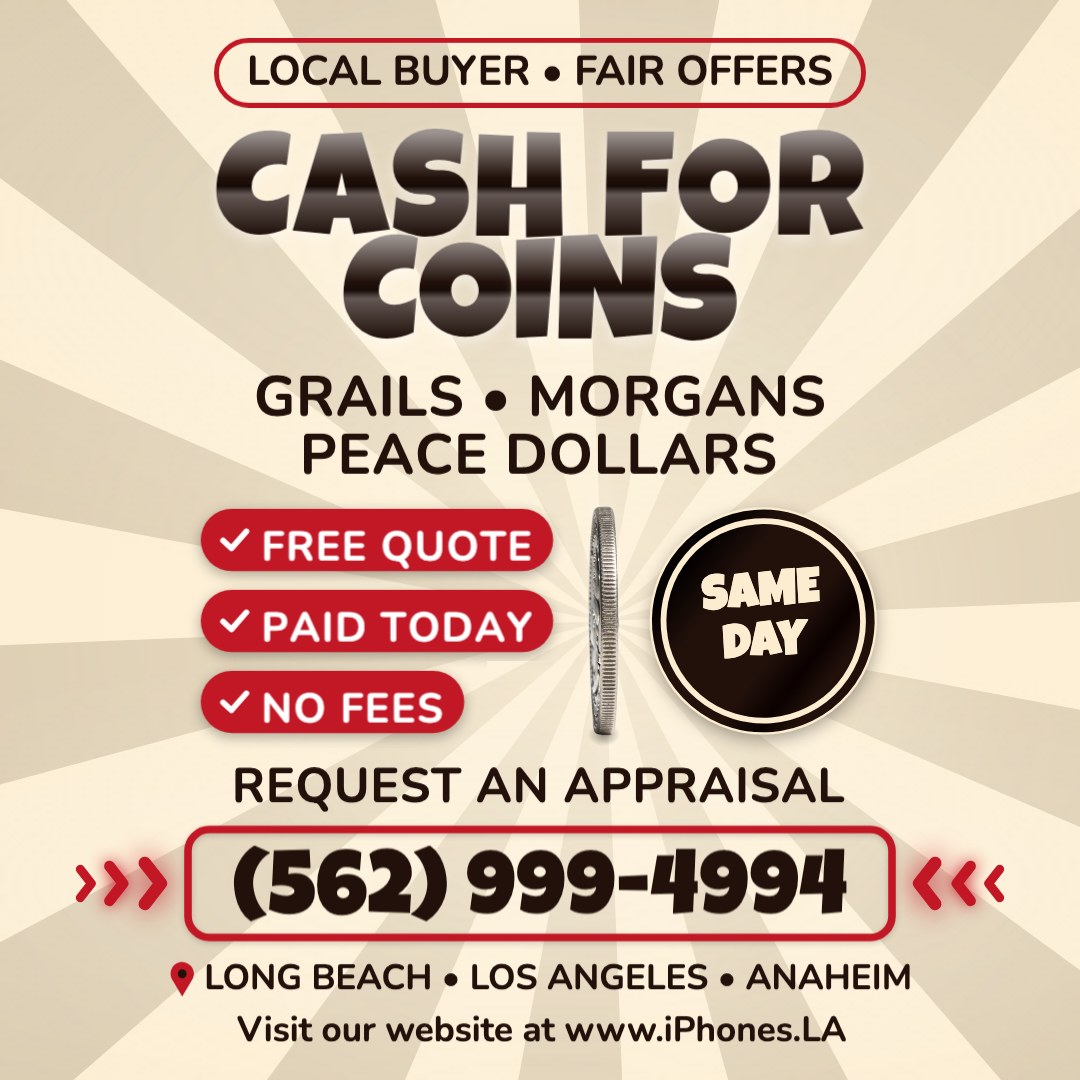 LOCAL BUYER • FAIR OFFERS
CASH FOR
COINS
GRAILS • MORGANS
PEACE DOLLARS
FREE QUOTE
PAID TODAY
NO FEES
SAME
DAY
REQUEST AN APPRAISAL
(562) 999-4994
LONG BEACH • LOS ANGELES • ANAHEIM
Visit our website at www.iPhones.LA